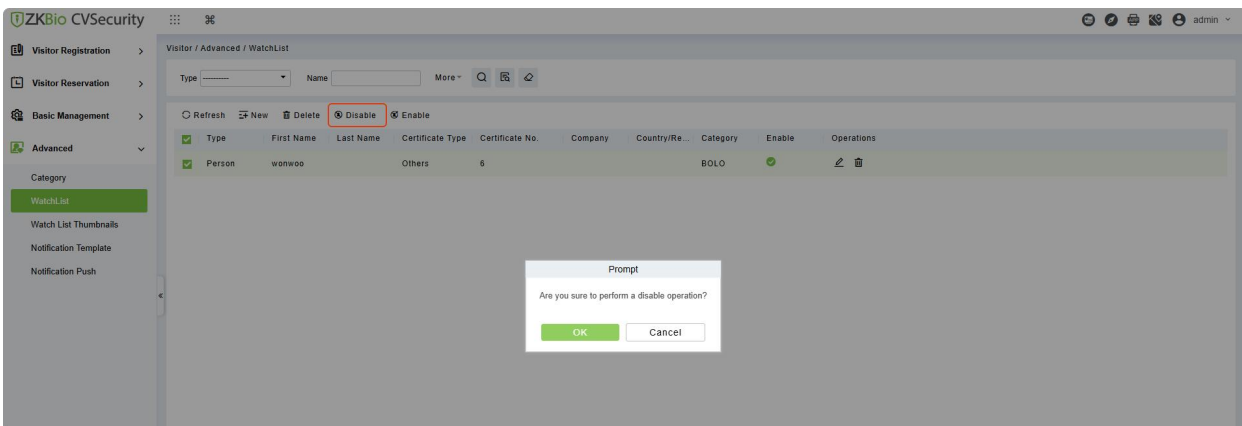 ZKBio CVSecurity
admin
Visitor Registration
Visitor Reservation
Basic Management
Advanced
Category
WatchList
Watch List Thumbnails
Notification Template
Notification Push
Visitor / Advanced / WatchList
Type ---------- Name More
Refresh New Delete Disable Enable
Type First Name Last Name Certificate Type Certificate No. Company Country/Re... Category Enable Operations
Person wonwoo Others 6 BOLO
Prompt
Are you sure to perform a disable operation?
OK Cancel